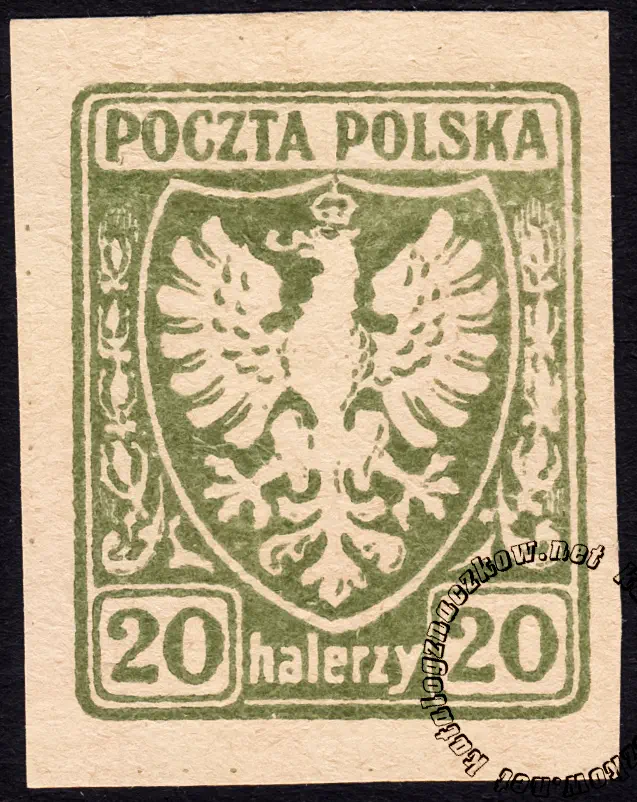 POCZTA POLSKA
20 halerzy 20
katalogznaczkow.net